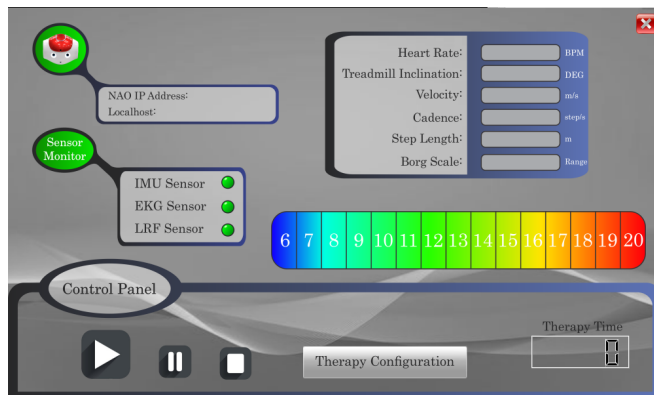 NAO IP Address:
Localhost:
Sensor
Monitor
IMU Sensor
EKG Sensor
LRF Sensor
Heart Rate: BPM
Treadmill Inclination: DEG
Velocity: m/s
Cadence: step/s
Step Length: m
Borg Scale: Range
6 7 8 9 10 11 12 13 14 15 16 17 18 19 20
Control Panel
Therapy Configuration
Therapy Time
0